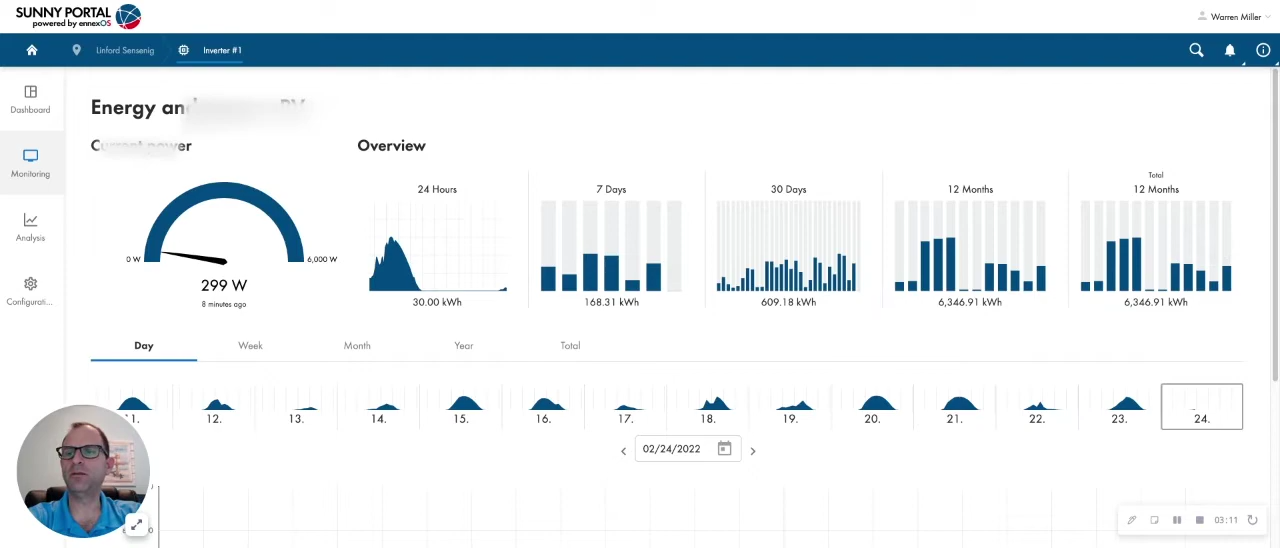 SUNNY PORTAL
powered by ennexOS
Warren Miller
Linford Sensenig
Inverter #1
Dashboard
Monitoring
Analysis
Configurati...
Energy an
Current power
Overview
0 W
6,000 W
299 W
8 minutes ago
24 Hours
30.00 kWh
7 Days
168.31 kWh
30 Days
609.18 kWh
12 Months
6,346.91 kWh
Total
12 Months
6,346.91 kWh
Day
Week
Month
Year
Total
11.
12.
13.
14.
15.
16.
17.
18.
19.
20.
21.
22.
23.
24.
02/24/2022
03:11